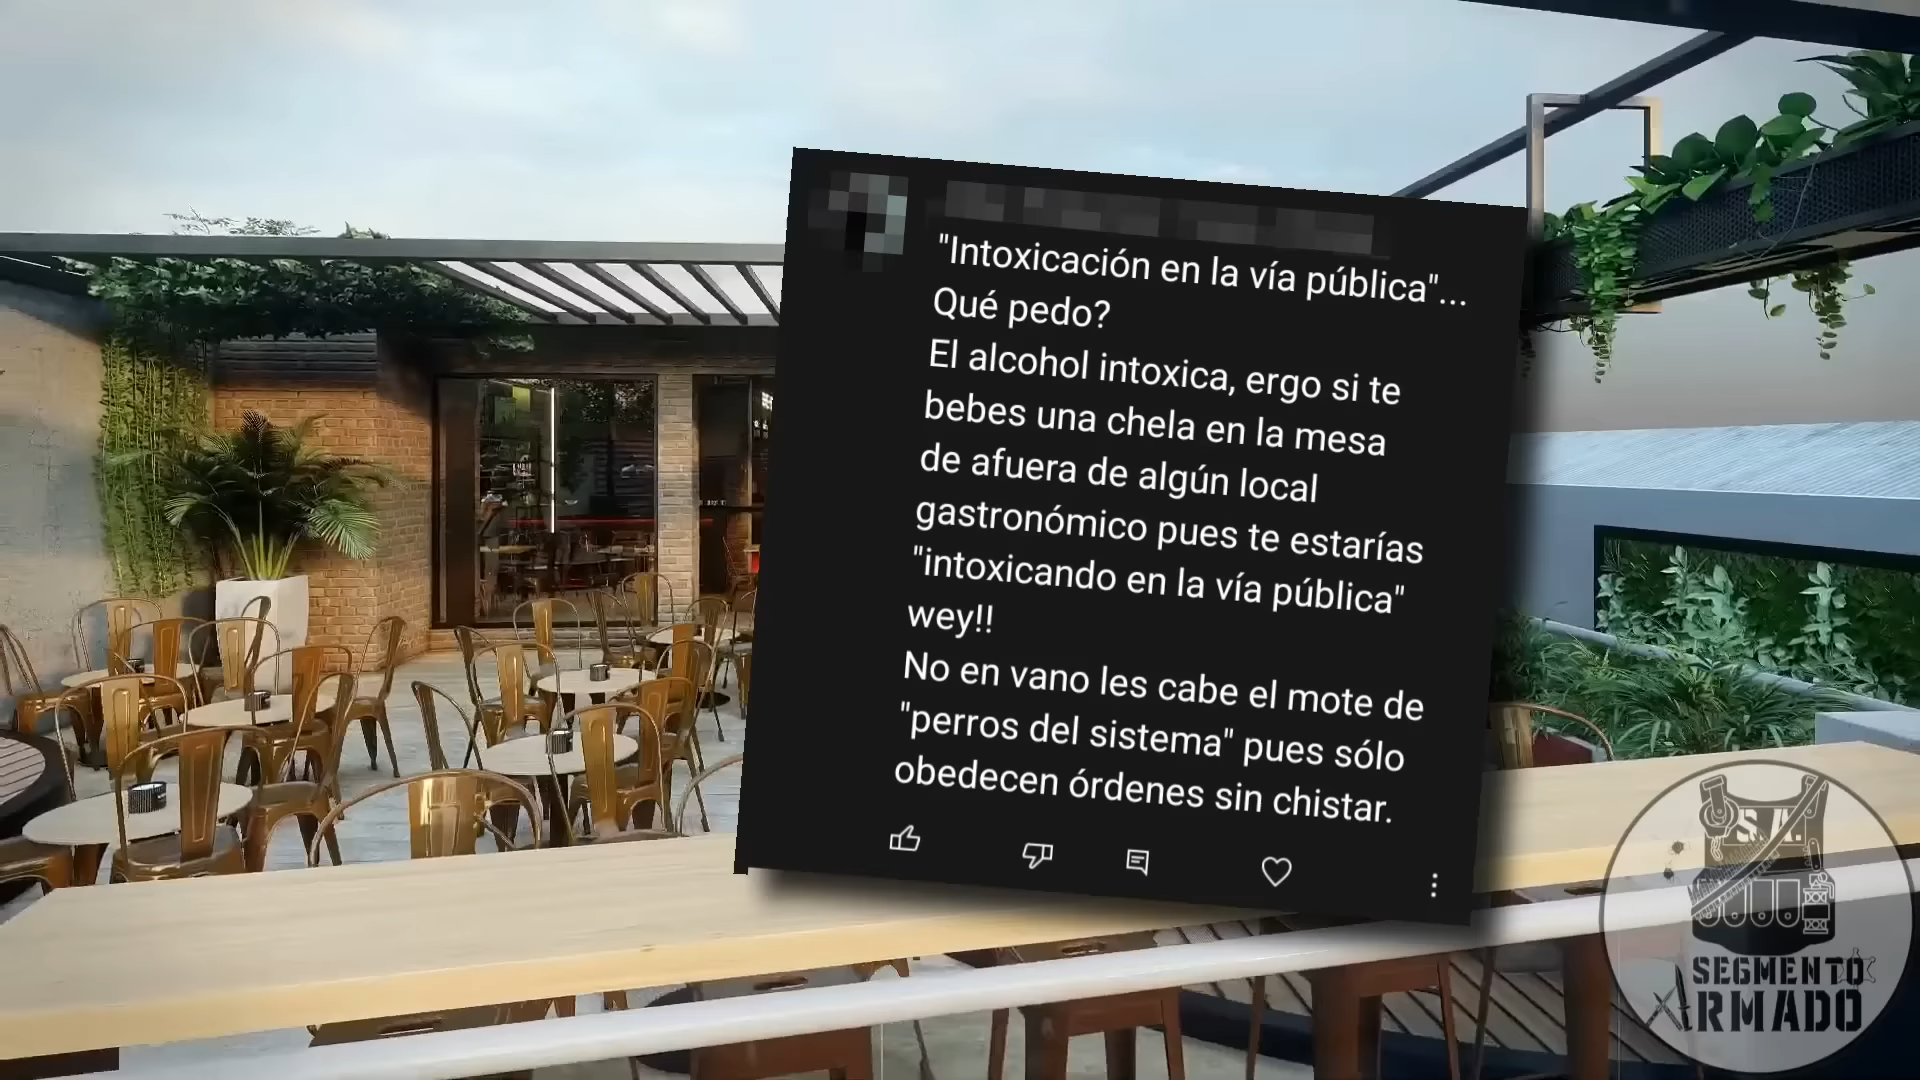 "Intoxicación en la vía pública"...
Qué pedo?
El alcohol intoxica, ergo si te
bebes una chela en la mesa
de afuera de algún local
gastronómico pues te estarías
"intoxicando en la vía pública"
wey!!
No en vano les cabe el mote de
"perros del sistema" pues sólo
obedecen órdenes sin chistar.
S.A.
SEGMENTO
ARMADO